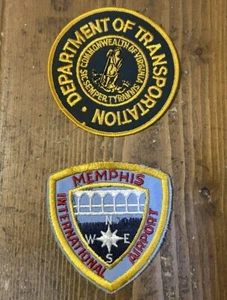 DEPARTMENT OF TRANSPORTATION
COMMONWEALTH OF VIRGINIA
SIC SEMPER TYRANNIS
MEMPHIS
INTERNATIONAL
AIRPORT
N
W E
S